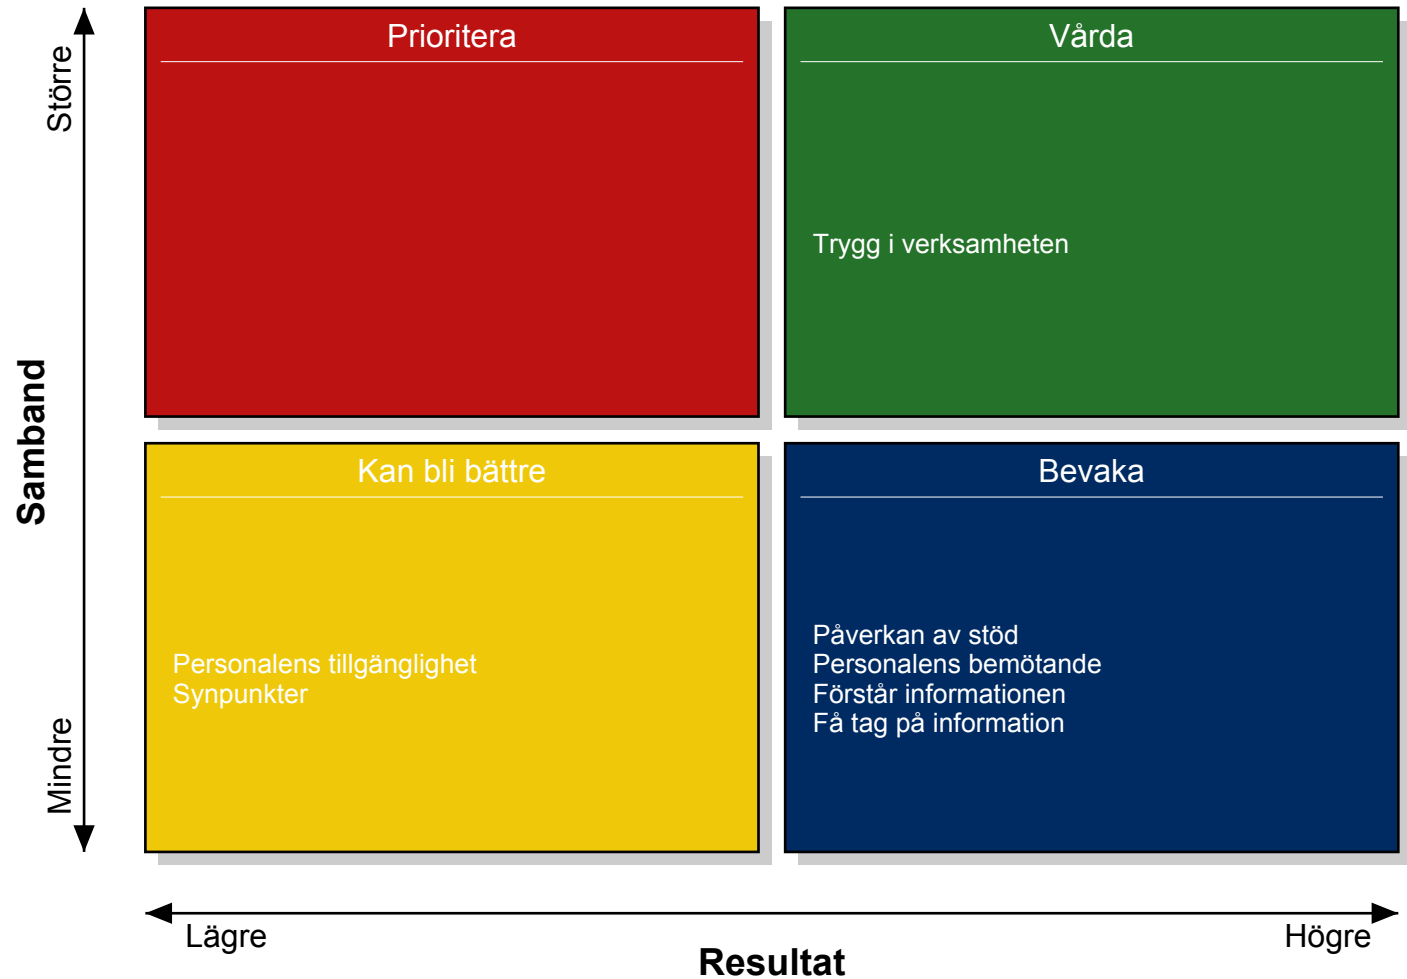 Större
Samband
Mindre
Prioritera
Vårda
Trygg i verksamheten
Kan bli bättre
Personalens tillgänglighet
Synpunkter
Bevaka
Påverkan av stöd
Personalens bemötande
Förstår informationen
Få tag på information
Lägre
Resultat
Högre